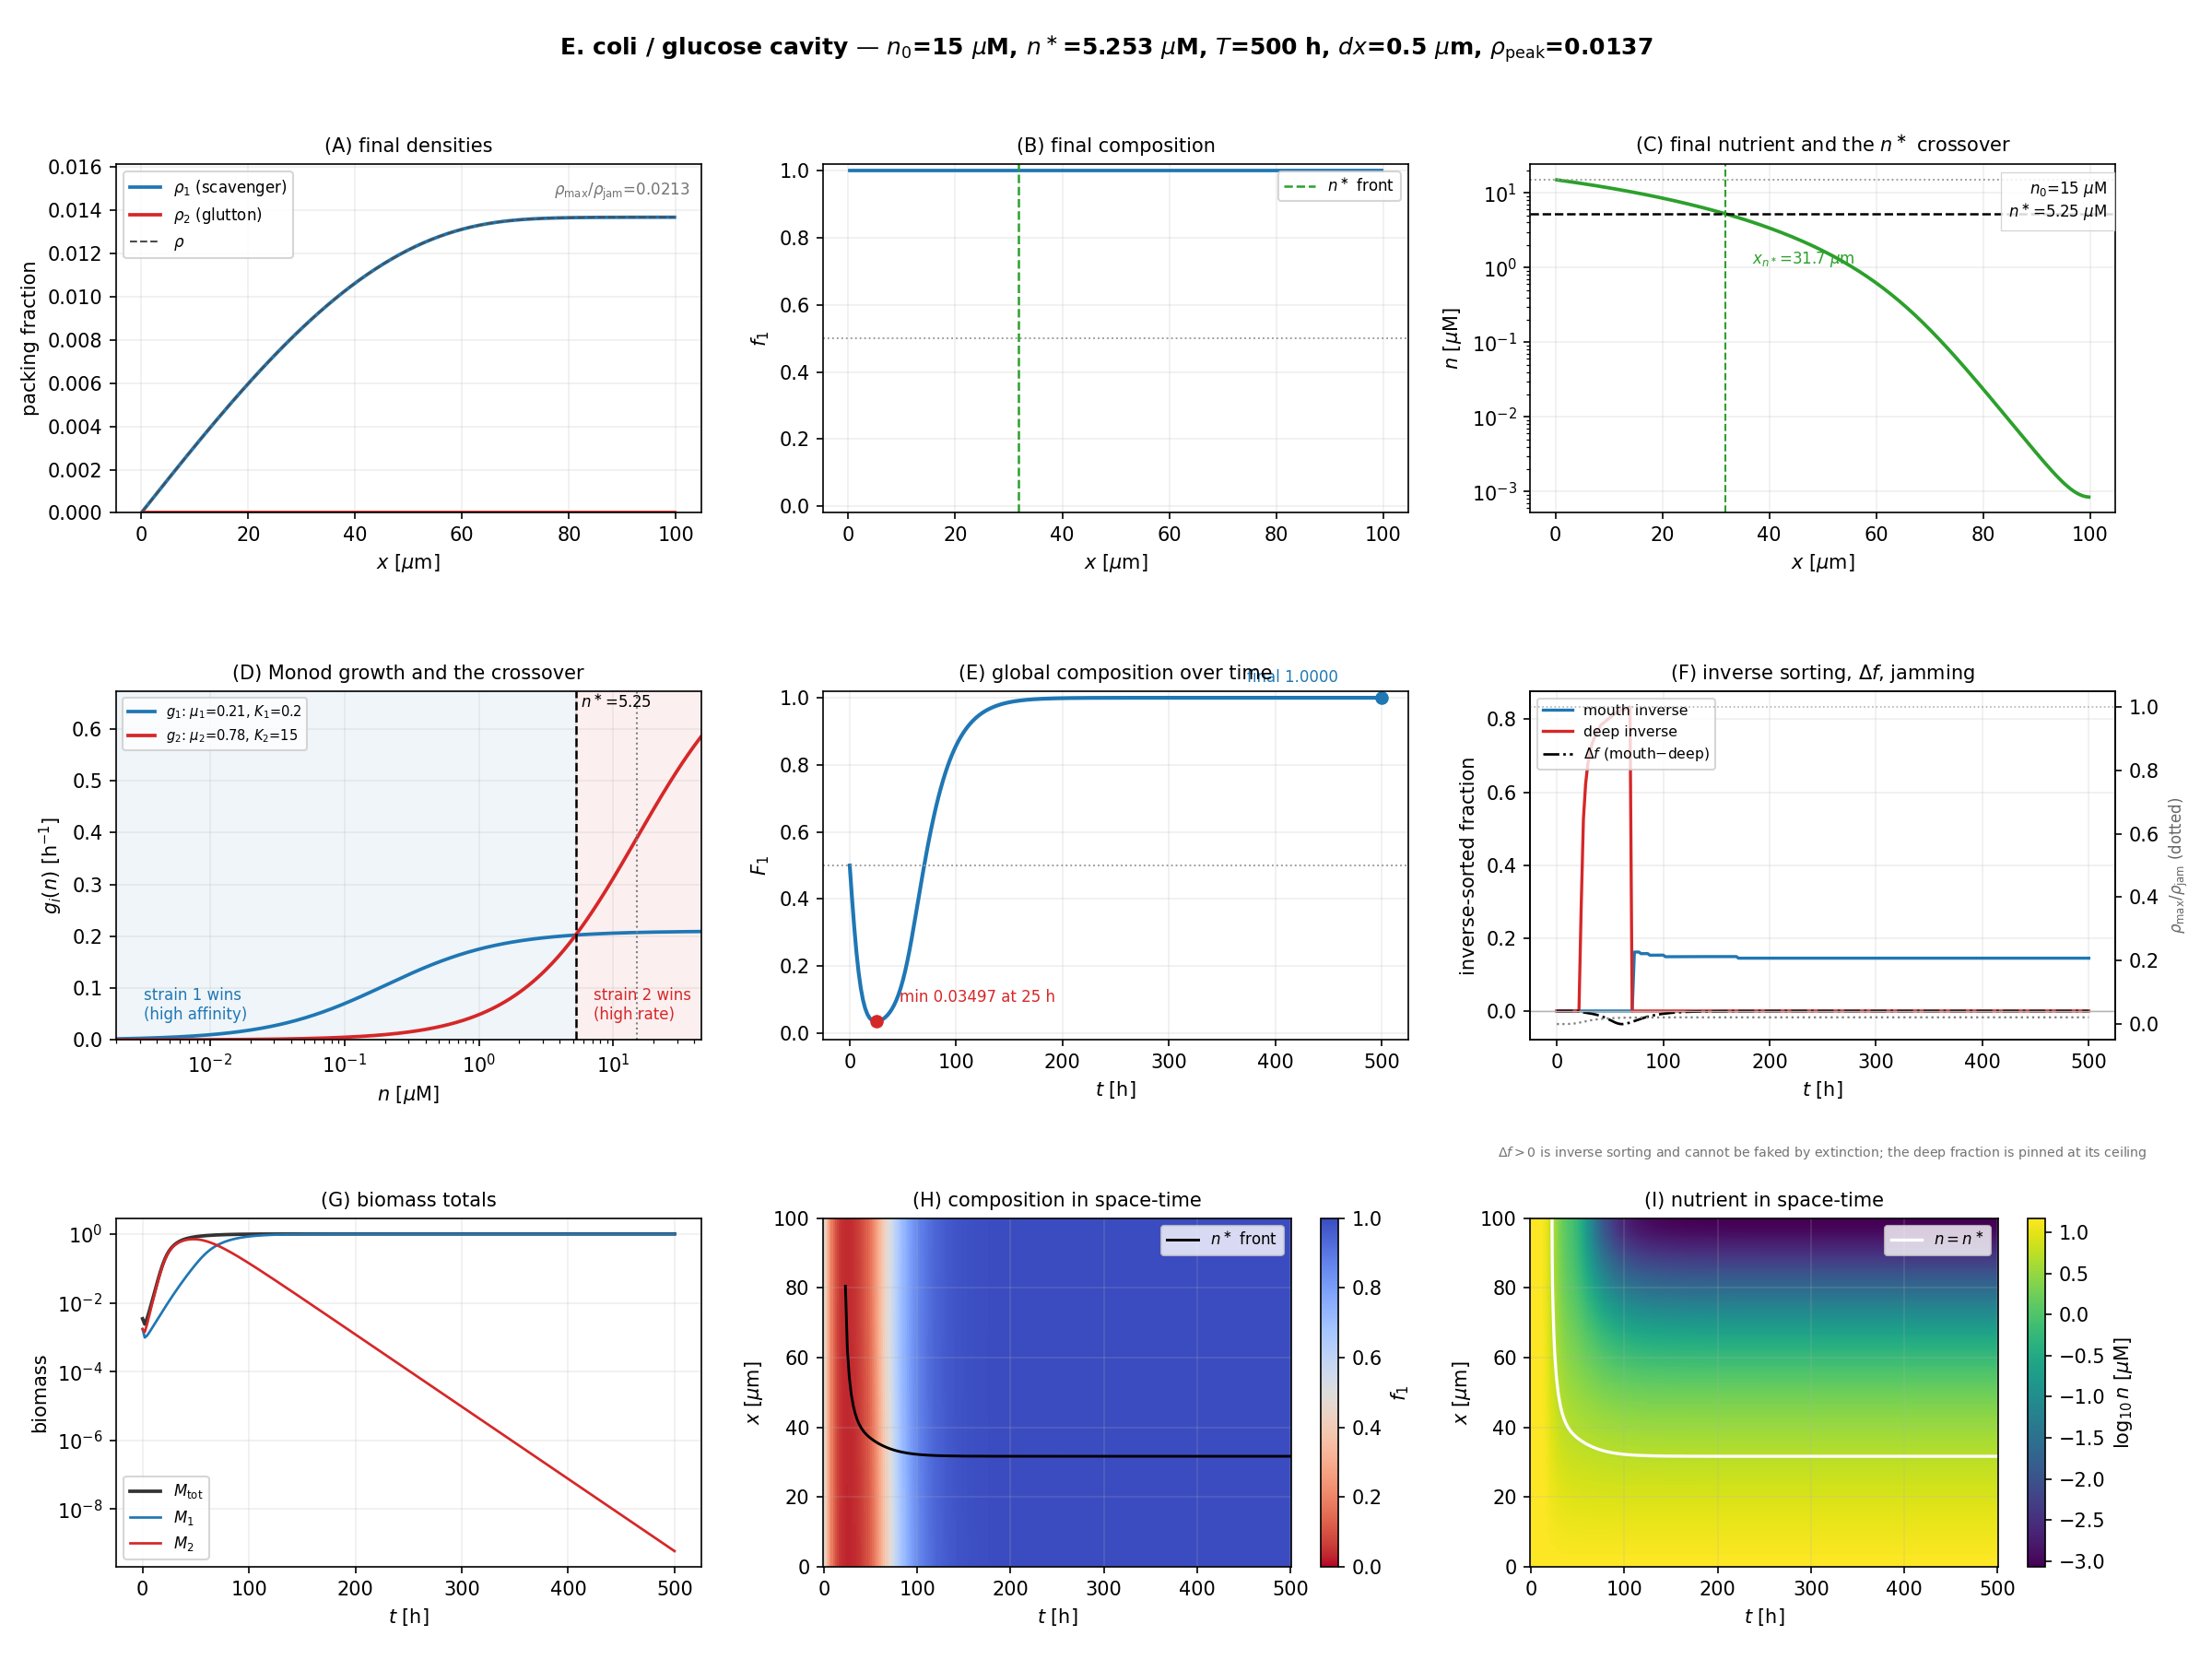 E. coli / glucose cavity — n₀=15 μM, n*=5.253 μM, T=500 h, dx=0.5 μm, ρpeak=0.0137
(A) final densities
ρ₁ (scavenger)
ρ₂ (glutton)
ρ
ρmax/ρjam=0.0213
packing fraction
0.016
0.014
0.012
0.010
0.008
0.006
0.004
0.002
0.000
0 20 40 60 80 100
x [μm]
(B) final composition
n* front
f₁
1.0
0.8
0.6
0.4
0.2
0.0
0 20 40 60 80 100
x [μm]
(C) final nutrient and the n* crossover
n₀=15 μM
n*=5.25 μM
xn*=31.7 μm
n [μM]
10¹
10⁰
10⁻¹
10⁻²
10⁻³
0 20 40 60 80 100
x [μm]
(D) Monod growth and the crossover
g₁: μ₁=0.21, K₁=0.2
g₂: μ₂=0.78, K₂=15
n*=5.25
strain 1 wins
(high affinity)
strain 2 wins
(high rate)
gᵢ(n) [h⁻¹]
0.6
0.5
0.4
0.3
0.2
0.1
0.0
10⁻² 10⁻¹ 10⁰ 10¹
n [μM]
(E) global composition over time
final 1.0000
min 0.03497 at 25 h
F₁
1.0
0.8
0.6
0.4
0.2
0.0
0 100 200 300 400 500
t [h]
(F) inverse sorting, Δf, jamming
mouth inverse
deep inverse
Δf (mouth−deep)
inverse-sorted fraction
0.8
0.6
0.4
0.2
0.0
1.0
0.8
0.6
0.4
0.2
0.0
ρmax/ρjam (dotted)
0 100 200 300 400 500
t [h]
Δf > 0 is inverse sorting and cannot be faked by extinction; the deep fraction is pinned at its ceiling
(G) biomass totals
Mtot
M₁
M₂
biomass
10⁰
10⁻²
10⁻⁴
10⁻⁶
10⁻⁸
0 100 200 300 400 500
t [h]
(H) composition in space-time
n* front
x [μm]
100
80
60
40
20
0
0 100 200 300 400 500
t [h]
1.0
0.8
0.6
0.4
0.2
0.0
f₁
(I) nutrient in space-time
n = n*
x [μm]
100
80
60
40
20
0
0 100 200 300 400 500
t [h]
1.0
0.5
0.0
−0.5
−1.0
−1.5
−2.0
−2.5
−3.0
log₁₀ n [μM]